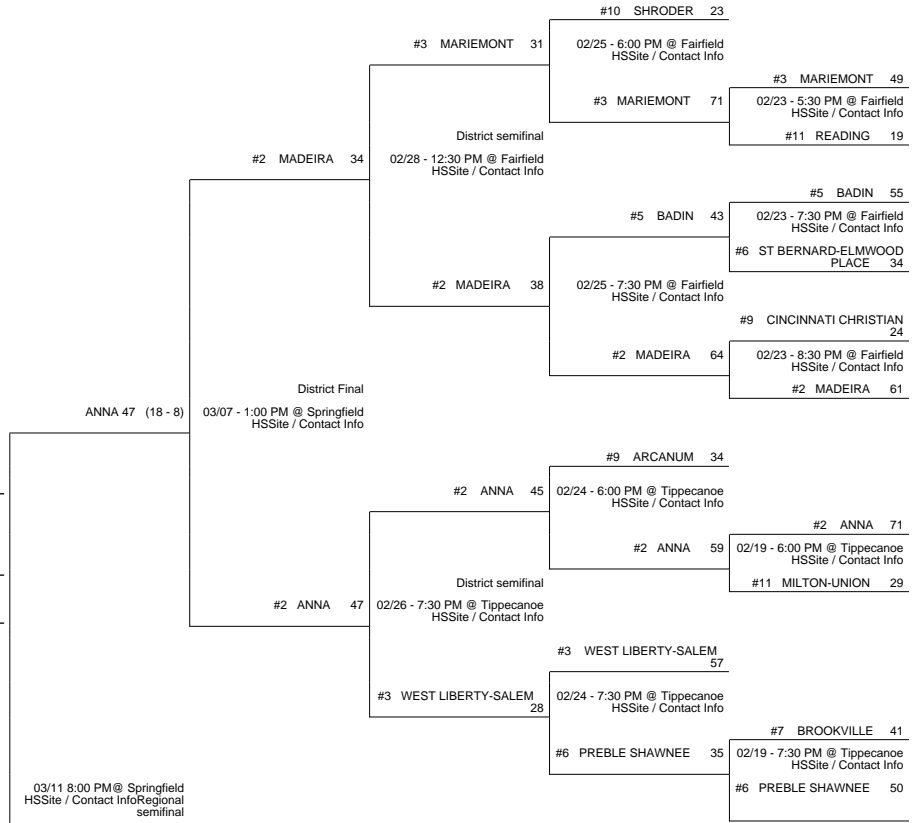 #10 SHRODER 23
#3 MARIEMONT 31
02/25 - 6:00 PM @ Fairfield
HSSite / Contact Info
#3 MARIEMONT 49
#3 MARIEMONT 71
02/23 - 5:30 PM @ Fairfield
HSSite / Contact Info
#11 READING 19
District semifinal
#2 MADEIRA 34
02/28 - 12:30 PM @ Fairfield
HSSite / Contact Info
#5 BADIN 55
#5 BADIN 43
02/23 - 7:30 PM @ Fairfield
HSSite / Contact Info
#6 ST BERNARD-ELMWOOD
PLACE 34
#2 MADEIRA 38
02/25 - 7:30 PM @ Fairfield
HSSite / Contact Info
#9 CINCINNATI CHRISTIAN
24
#2 MADEIRA 64
02/23 - 8:30 PM @ Fairfield
HSSite / Contact Info
#2 MADEIRA 61
District Final
ANNA 47 (18 - 8)
03/07 - 1:00 PM @ Springfield
HSSite / Contact Info
#9 ARCANUM 34
#2 ANNA 45
02/24 - 6:00 PM @ Tippecanoe
HSSite / Contact Info
#2 ANNA 71
#2 ANNA 59
02/19 - 6:00 PM @ Tippecanoe
HSSite / Contact Info
#11 MILTON-UNION 29
District semifinal
#2 ANNA 47
02/26 - 7:30 PM @ Tippecanoe
HSSite / Contact Info
#3 WEST LIBERTY-SALEM
57
#3 WEST LIBERTY-SALEM
28
02/24 - 7:30 PM @ Tippecanoe
HSSite / Contact Info
#7 BROOKVILLE 41
#6 PREBLE SHAWNEE 35
02/19 - 7:30 PM @ Tippecanoe
HSSite / Contact Info
#6 PREBLE SHAWNEE 50
03/11 8:00 PM@ Springfield
HSSite / Contact InfoRegional
semifinal